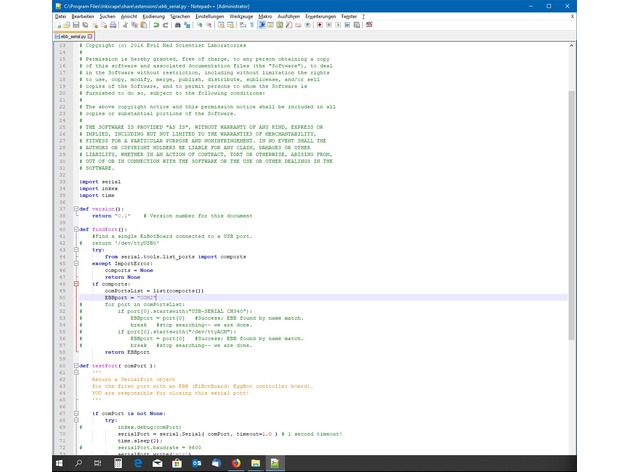 C:\Program Files\Inkscape\share\extensions\ebb_serial.py - Notepad++ [Administrator]
Datei Bearbeiten Suchen Ansicht Kodierung Sprachen Einstellungen Werkzeuge Makro Ausführen Erweiterungen Fenster ?
ebb_serial.py
13 # Copyright (c) 2016 Evil Mad Scientist Laboratories
14 #
15 # Permission is hereby granted, free of charge, to any person obtaining a copy
16 # of this software and associated documentation files (the "Software"), to deal
17 # in the Software without restriction, including without limitation the rights
18 # to use, copy, modify, merge, publish, distribute, sublicense, and/or sell
19 # copies of the Software, and to permit persons to whom the Software is
20 # furnished to do so, subject to the following conditions:
21 #
22 # The above copyright notice and this permission notice shall be included in all
23 # copies or substantial portions of the Software.
24 #
25 # THE SOFTWARE IS PROVIDED "AS IS", WITHOUT WARRANTY OF ANY KIND, EXPRESS OR
26 # IMPLIED, INCLUDING BUT NOT LIMITED TO THE WARRANTIES OF MERCHANTABILITY,
27 # FITNESS FOR A PARTICULAR PURPOSE AND NONINFRINGEMENT. IN NO EVENT SHALL THE
28 # AUTHORS OR COPYRIGHT HOLDERS BE LIABLE FOR ANY CLAIM, DAMAGES OR OTHER
29 # LIABILITY, WHETHER IN AN ACTION OF CONTRACT, TORT OR OTHERWISE, ARISING FROM,
30 # OUT OF OR IN CONNECTION WITH THE SOFTWARE OR THE USE OR OTHER DEALINGS IN THE
31 # SOFTWARE.
32
33 import serial
34 import inkex
35 import time
36
37 def version():
38 return "0.1" # Version number for this document
39
40 def findPort():
41 #Find a single EiBotBoard connected to a USB port.
42 # return '/dev/ttyUSB0'
43 try:
44 from serial.tools.list_ports import comports
45 except ImportError:
46 comports = None
47 return None
48 if comports:
49 comPortsList = list(comports())
50 EBBport = "COM2"
51 # for port in comPortsList:
52 # if port[0].startswith("USB-SERIAL CH340"):
53 # EBBport = port[0] #Success; EBB found by name match.
54 # break #stop searching-- we are done.
55 # if port[0].startswith("/dev/ttyACH"):
56 # EBBport = port[0] #Success; EBB found by name match.
57 # break #stop searching-- we are done.
58 return EBBport
59
60 def testPort( comPort ):
61 '''
62 Return a SerialPort object
63 for the first port with an EBB (EiBotBoard; EggBot controller board).
64 YOU are responsible for closing this serial port!
65 '''
66
67 if comPort is not None:
68 try:
69 # inkex.debug(comPort)
70 serialPort = serial.Serial( comPort, timeout=1.0 ) # 1 second timeout!
71 time.sleep(2);
72 # serialPort.baudrate = 9600